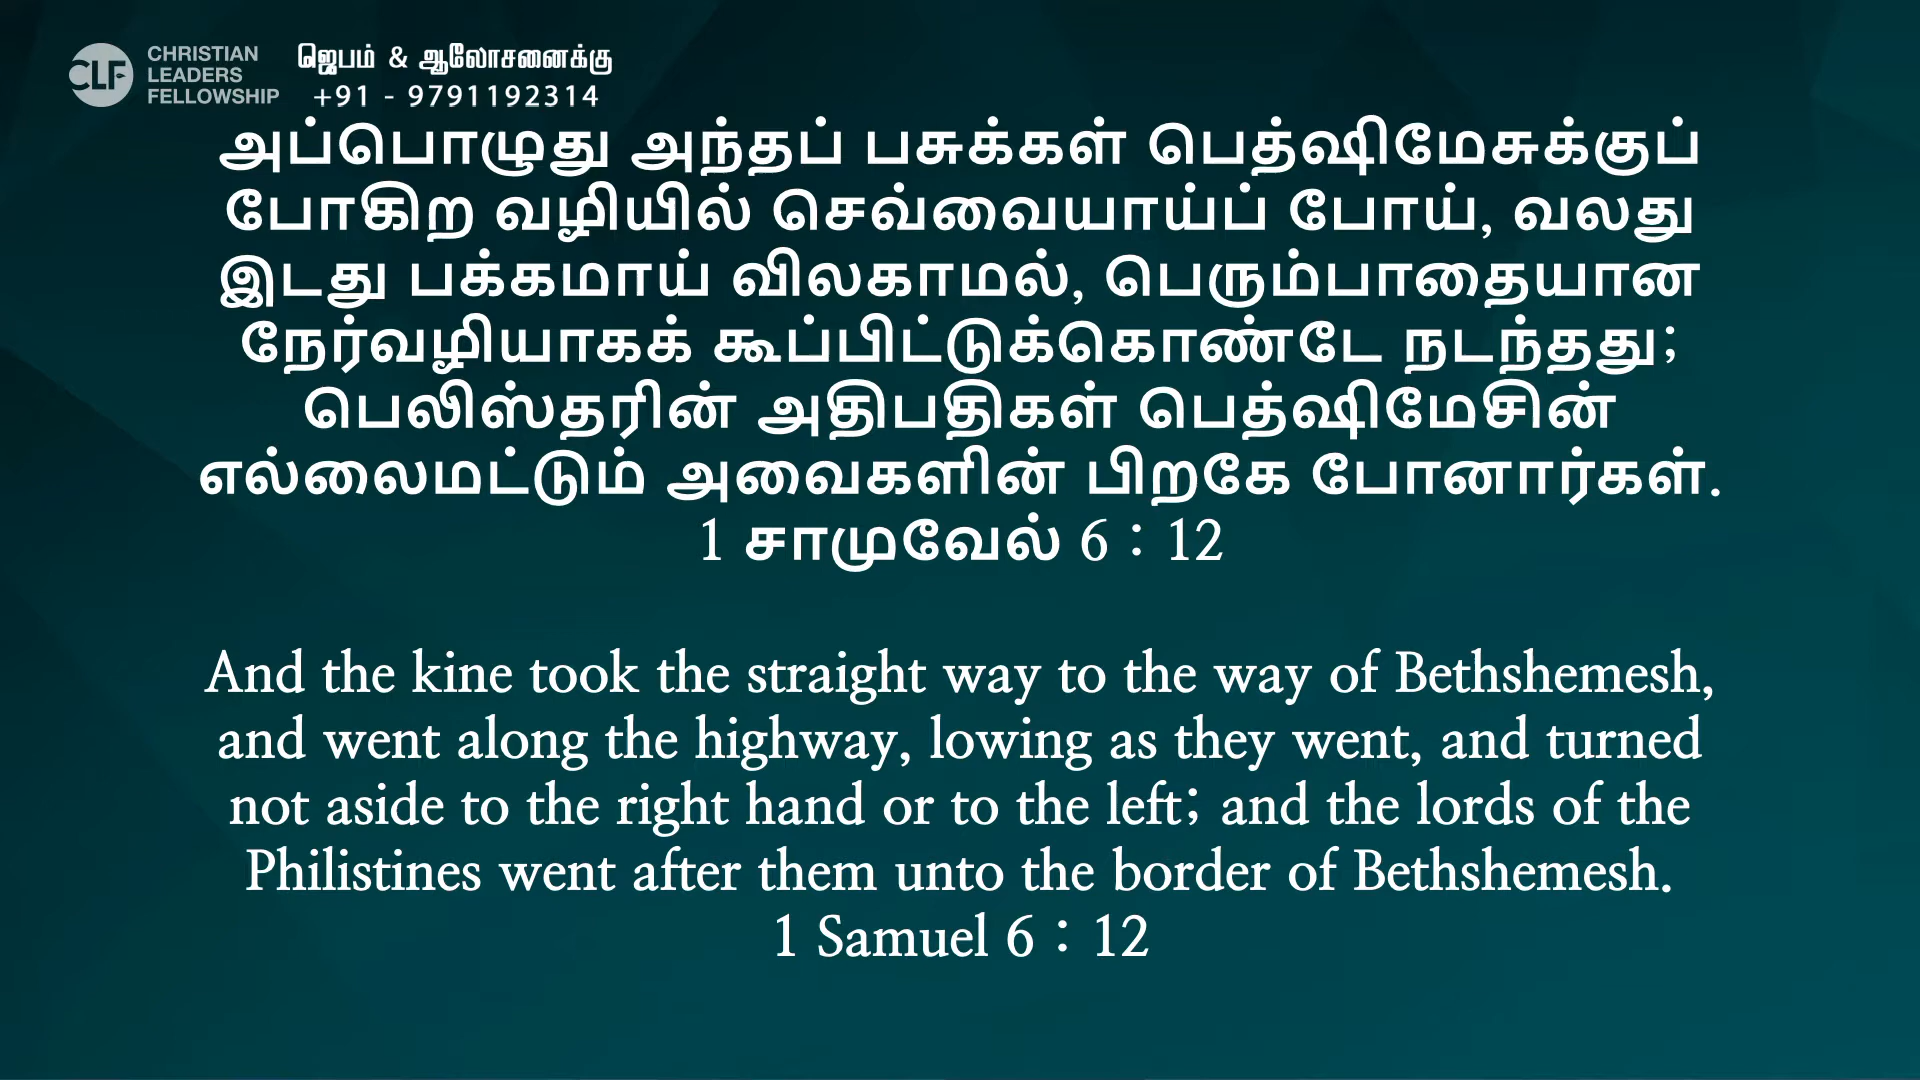 CLF
CHRISTIAN
LEADERS
FELLOWSHIP
ஜெபம் & ஆலோசனைக்கு
+91 - 9791192314
அப்பொழுது அந்தப் பசுக்கள் பெத்ஷிமேசுக்குப்
போகிற வழியில் செவ்வையாய்ப் போய், வலது
இடது பக்கமாய் விலகாமல், பெரும்பாதையான
நேர்வழியாகக் கூப்பிட்டுக்கொண்டே நடந்தது;
பெலிஸ்தரின் அதிபதிகள் பெத்ஷிமேசின்
எல்லைமட்டும் அவைகளின் பிறகே போனார்கள்.
1 சாமுவேல் 6 : 12
And the kine took the straight way to the way of Bethshemesh,
and went along the highway, lowing as they went, and turned
not aside to the right hand or to the left; and the lords of the
Philistines went after them unto the border of Bethshemesh.
1 Samuel 6 : 12